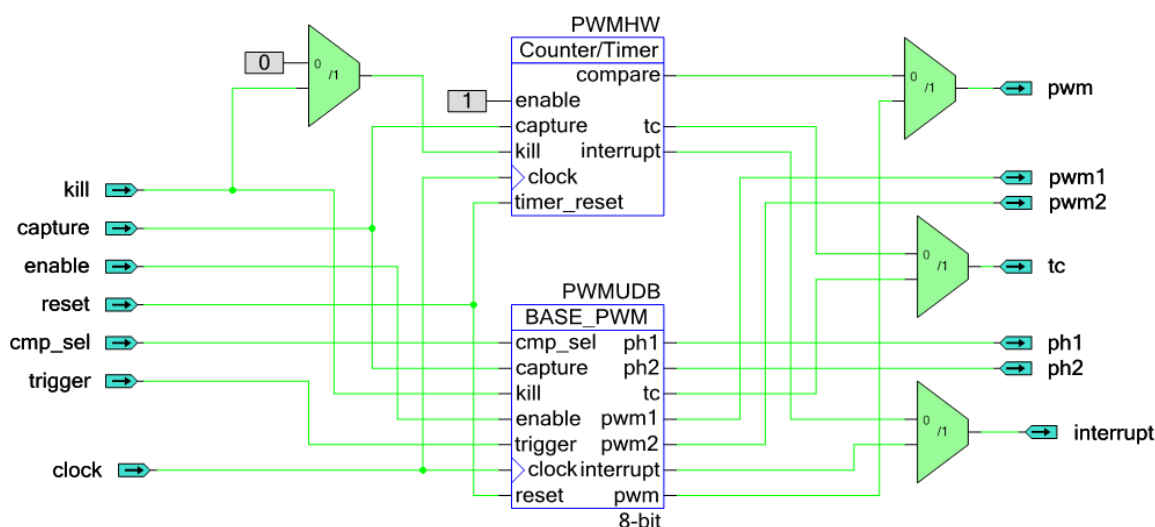 PWMHW
Counter/Timer
0
0
/1
compare
0
/1
pwm
1
enable
capture
tc
kill
interrupt
clock
timer_reset
kill
pwm1
pwm2
capture
enable
0
/1
tc
reset
PWMUDB
BASE_PWM
cmp_sel
cmp_sel
ph1
ph1
capture
ph2
ph2
trigger
kill
tc
enable
pwm1
0
/1
interrupt
trigger
pwm2
clock
clock
interrupt
reset
pwm
8-bit